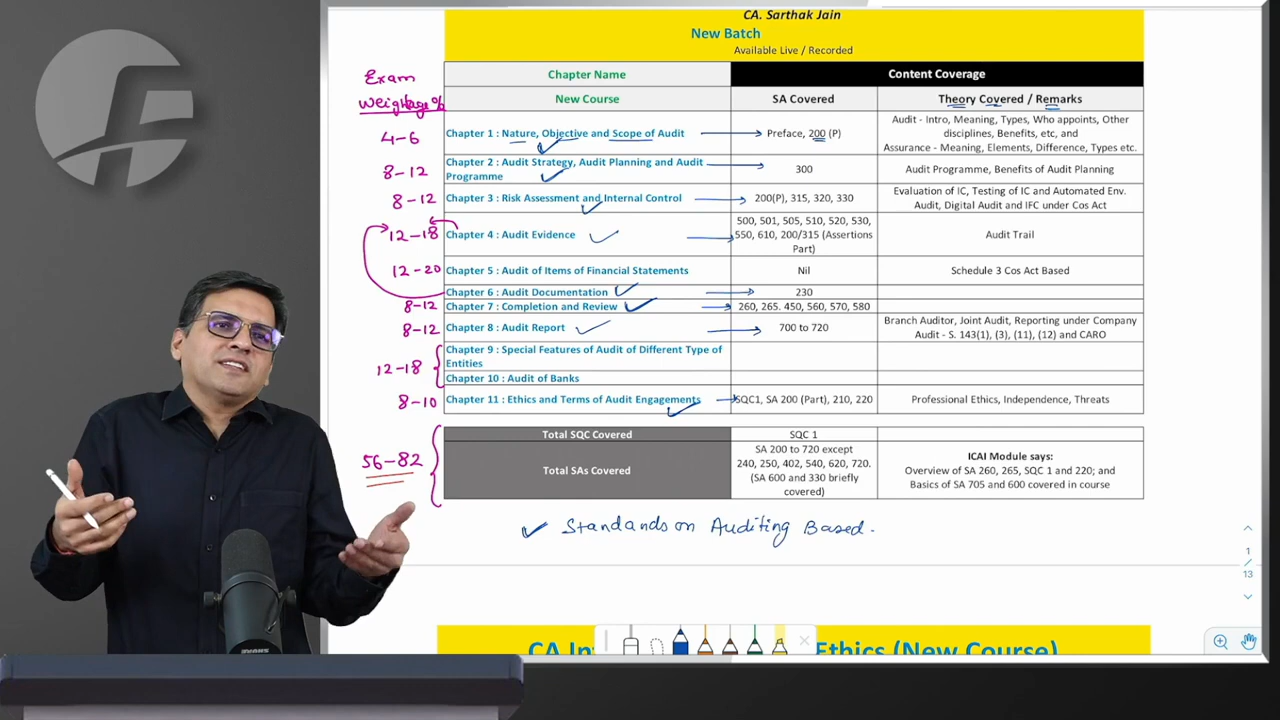 CA. Sarthak Jain
New Batch
Available Live / Recorded
Exam
Weightage %
Chapter Name
Content Coverage
New Course
SA Covered
Theory Covered / Remarks
4-6
Chapter 1 : Nature, Objective and Scope of Audit
Preface, 200 (P)
Audit - Intro, Meaning, Types, Who appoints, Other
disciplines, Benefits, etc, and
Assurance - Meaning, Elements, Difference, Types etc.
8-12
Chapter 2 : Audit Strategy, Audit Planning and Audit
Programme
300
Audit Programme, Benefits of Audit Planning
8-12
Chapter 3 : Risk Assessment and Internal Control
200(P), 315, 320, 330
Evaluation of IC, Testing of IC and Automated Env.
Audit, Digital Audit and IFC under Cos Act
12-18
Chapter 4 : Audit Evidence
500, 501, 505, 510, 520, 530,
550, 610, 200/315 (Assertions
Part)
Audit Trail
12-20
Chapter 5 : Audit of Items of Financial Statements
Nil
Schedule 3 Cos Act Based
Chapter 6 : Audit Documentation
230
8-12
Chapter 7 : Completion and Review
260, 265. 450, 560, 570, 580
8-12
Chapter 8 : Audit Report
700 to 720
Branch Auditor, Joint Audit, Reporting under Company
Audit - S. 143(1), (3), (11), (12) and CARO
12-18
Chapter 9 : Special Features of Audit of Different Type of
Entities
Chapter 10 : Audit of Banks
8-10
Chapter 11 : Ethics and Terms of Audit Engagements
SQC1, SA 200 (Part), 210, 220
Professional Ethics, Independence, Threats
56-82
Total SQC Covered
SQC 1
Total SAs Covered
SA 200 to 720 except
240, 250, 402, 540, 620, 720.
(SA 600 and 330 briefly
covered)
ICAI Module says:
Overview of SA 260, 265, SQC 1 and 220; and
Basics of SA 705 and 600 covered in course
Standands on Auditing Based.
1
/
13
CA Int
Ethics (New Course)